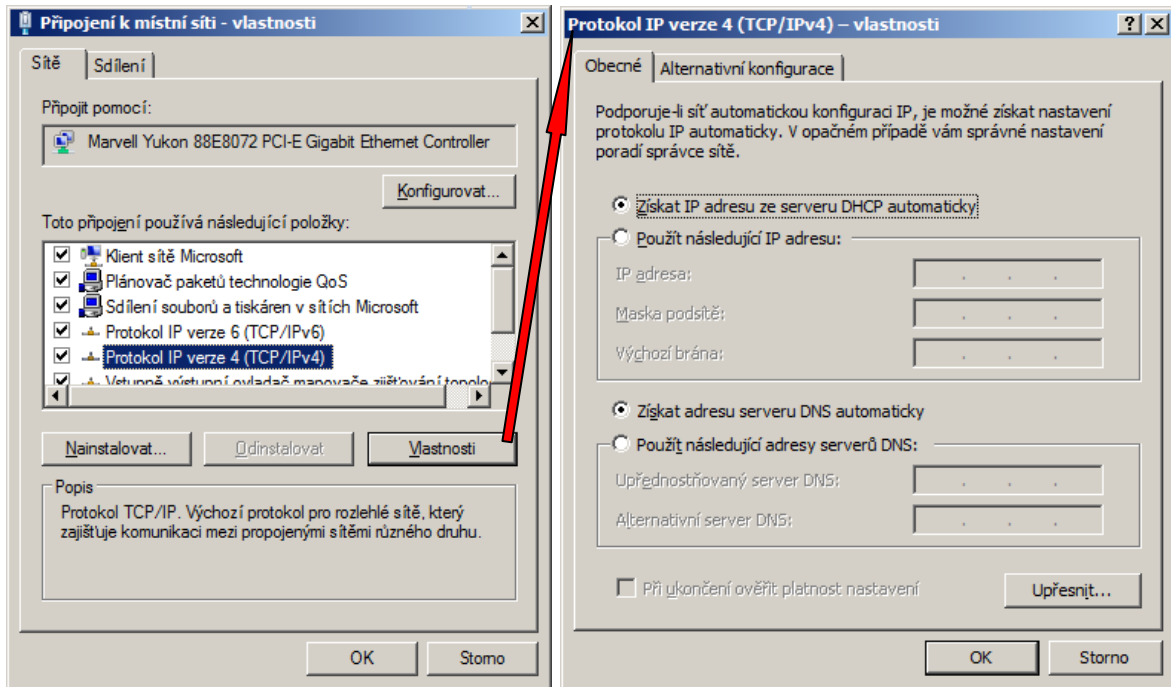 Připojení k místní síti - vlastnosti
Sítě
Sdílení
Připojit pomocí:
Marvell Yukon 88E8072 PCI-E Gigabit Ethernet Controller
Konfigurovat...
Toto připojení používá následující položky:
Klient sítě Microsoft
Plánovač paketů technologie QoS
Sdílení souborů a tiskáren v sítích Microsoft
Protokol IP verze 6 (TCP/IPv6)
Protokol IP verze 4 (TCP/IPv4)
Vstupně výstupní ovladač mapovače zjišťování topolo
Nainstalovat...
Odinstalovat
Vlastnosti
Popis
Protokol TCP/IP. Výchozí protokol pro rozlehlé sítě, který
zajišťuje komunikaci mezi propojenými sítěmi různého druhu.
OK
Storno
Protokol IP verze 4 (TCP/IPv4) – vlastnosti
Obecné
Alternativní konfigurace
Podporuje-li síť automatickou konfiguraci IP, je možné získat nastavení
protokolu IP automaticky. V opačném případě vám správné nastavení
poradí správce sítě.
Získat IP adresu ze serveru DHCP automaticky
Použít následující IP adresu:
IP adresa:
Maska podsítě:
Výchozí brána:
Získat adresu serveru DNS automaticky
Použít následující adresy serverů DNS:
Upřednostňovaný server DNS:
Alternativní server DNS:
Při ukončení ověřit platnost nastavení
Upřesnit...
OK
Storno